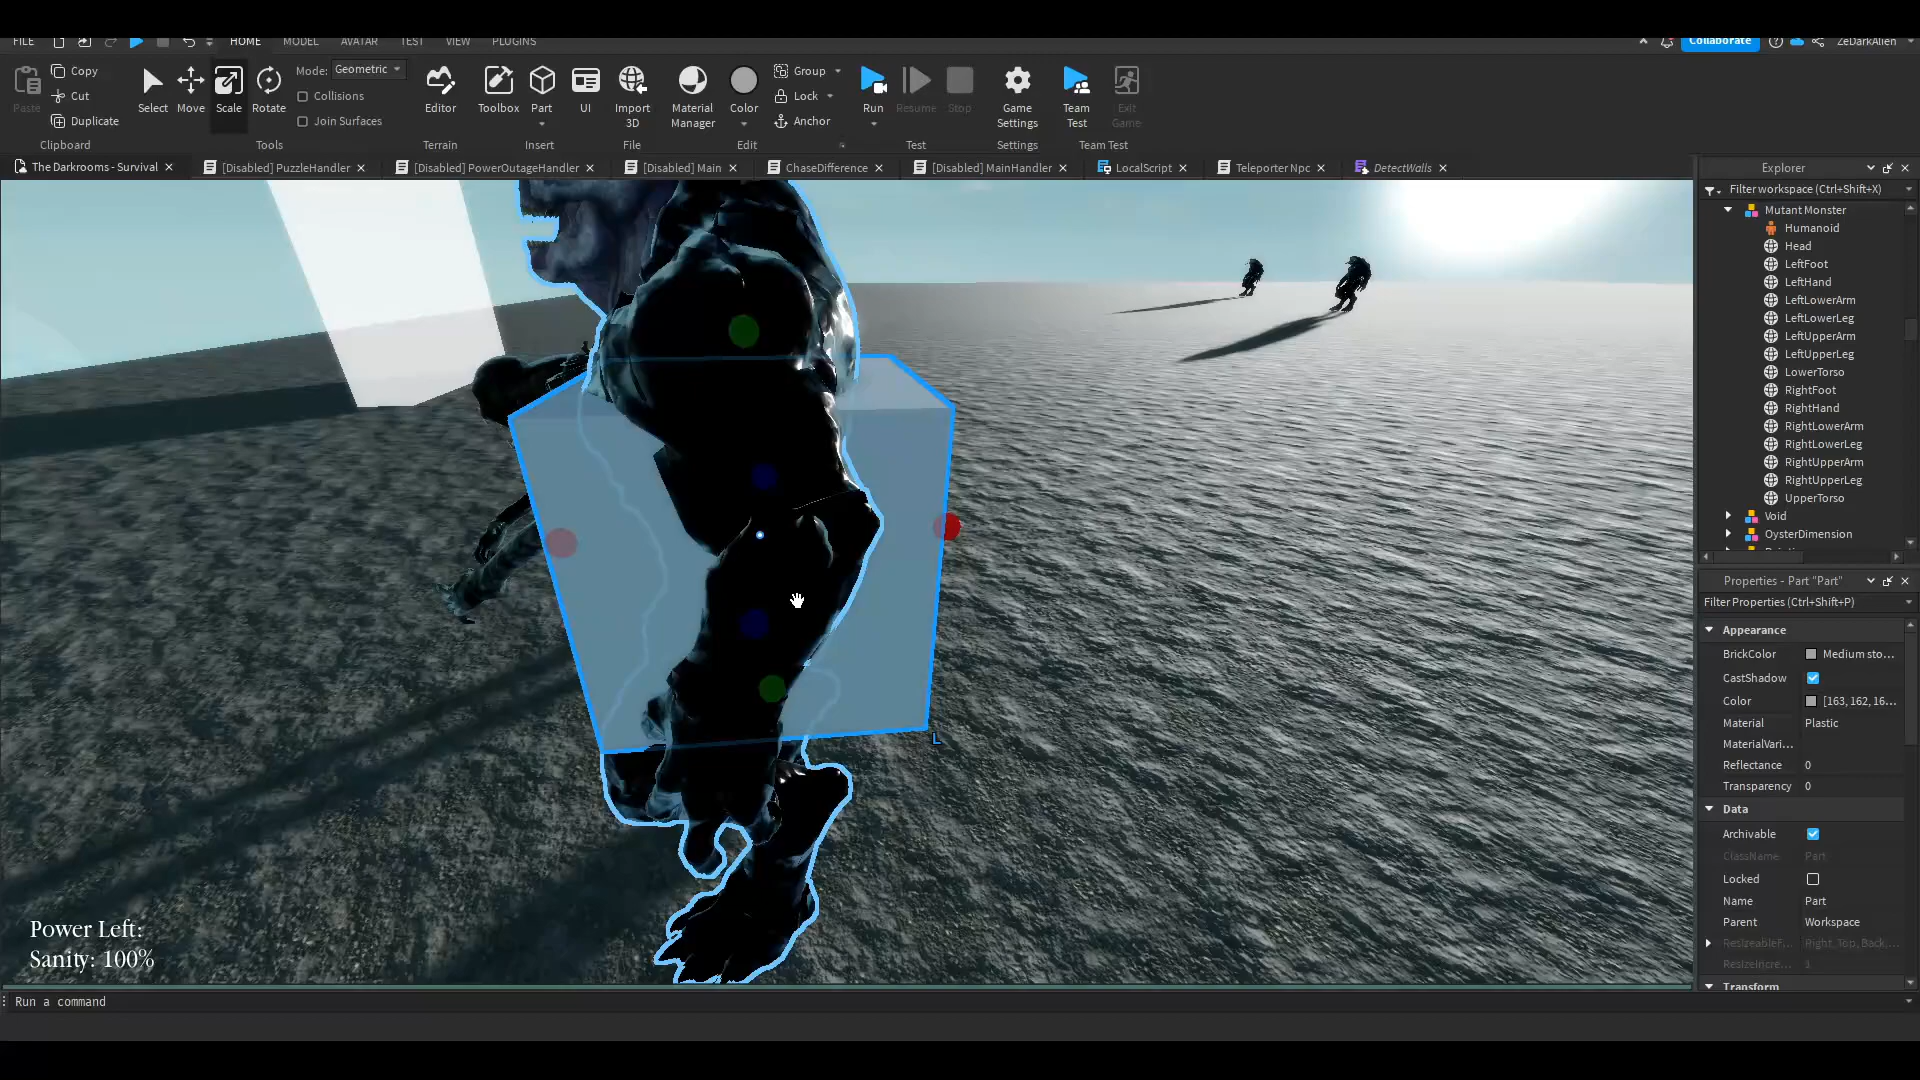 FILE HOME MODEL AVATAR TEST VIEW PLUGINS Collaborate ZeDarkAlien
Paste Copy Cut Duplicate
Clipboard
Select Move Scale Rotate
Mode: Geometric
Collisions
Join Surfaces
Tools
Editor
Terrain
Toolbox Part UI
Insert
Import 3D
File
Material Manager
Color
Group
Lock
Anchor
Edit
Run Resume Stop
Test
Game Settings
Settings
Team Test
Exit Game
Team Test
The Darkrooms - Survival
[Disabled] PuzzleHandler
[Disabled] PowerOutageHandler
[Disabled] Main
ChaseDifference
[Disabled] MainHandler
LocalScript
Teleporter Npc
DetectWalls
Explorer
Filter workspace (Ctrl+Shift+X)
Mutant Monster
Humanoid
Head
LeftFoot
LeftHand
LeftLowerArm
LeftLowerLeg
LeftUpperArm
LeftUpperLeg
LowerTorso
RightFoot
RightHand
RightLowerArm
RightLowerLeg
RightUpperArm
RightUpperLeg
UpperTorso
Void
OysterDimension
Properties - Part "Part"
Filter Properties (Ctrl+Shift+P)
Appearance
BrickColor Medium sto...
CastShadow
Color [163, 162, 16...
Material Plastic
MaterialVari...
Reflectance 0
Transparency 0
Data
Archivable
ClassName Part
Locked
Name Part
Parent Workspace
ResizeableF... Right, Top, Back,...
ResizeIncre... 1
Transform
L
Power Left:
Sanity: 100%
Run a command